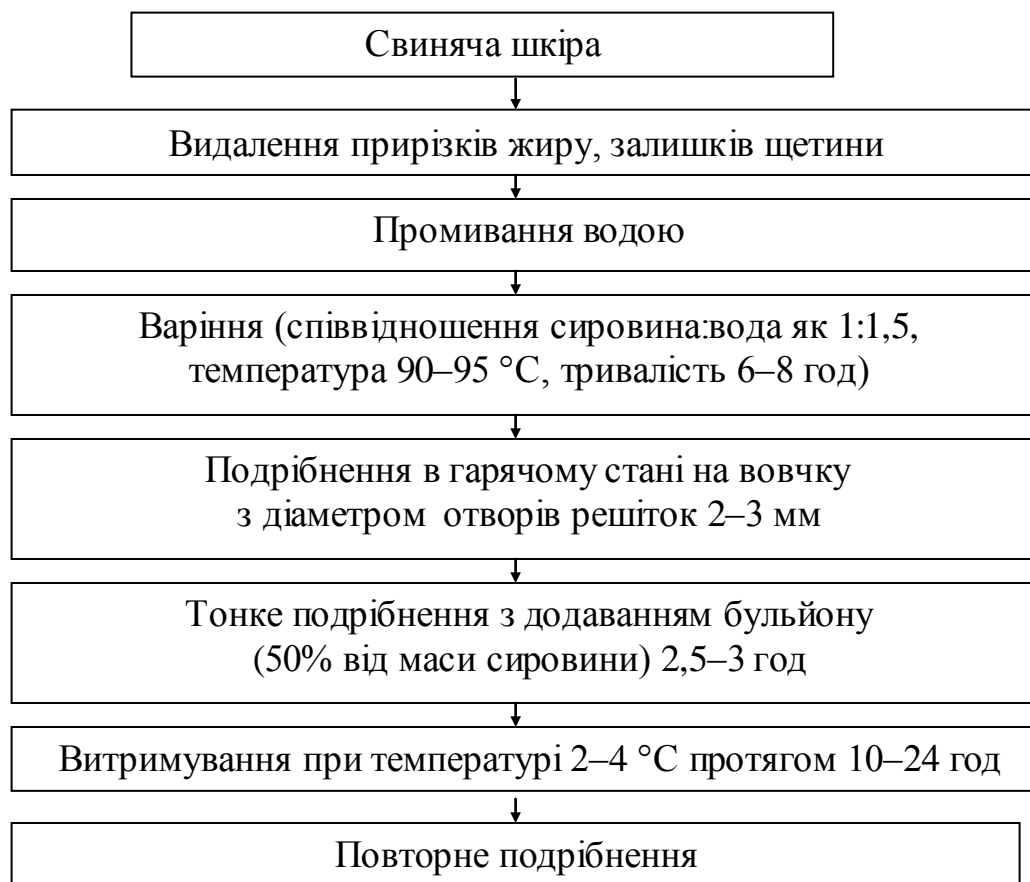 Свиняча шкіра
Видалення прирізків жиру, залишків щетини
Промивання водою
Варіння (співвідношення сировина:вода як 1:1,5,
температура 90–95 °С, тривалість 6–8 год)
Подрібнення в гарячому стані на вовчку
з діаметром отворів решіток 2–3 мм
Тонке подрібнення з додаванням бульйону
(50% від маси сировини) 2,5–3 год
Витримування при температурі 2–4 °С протягом 10–24 год
Повторне подрібнення